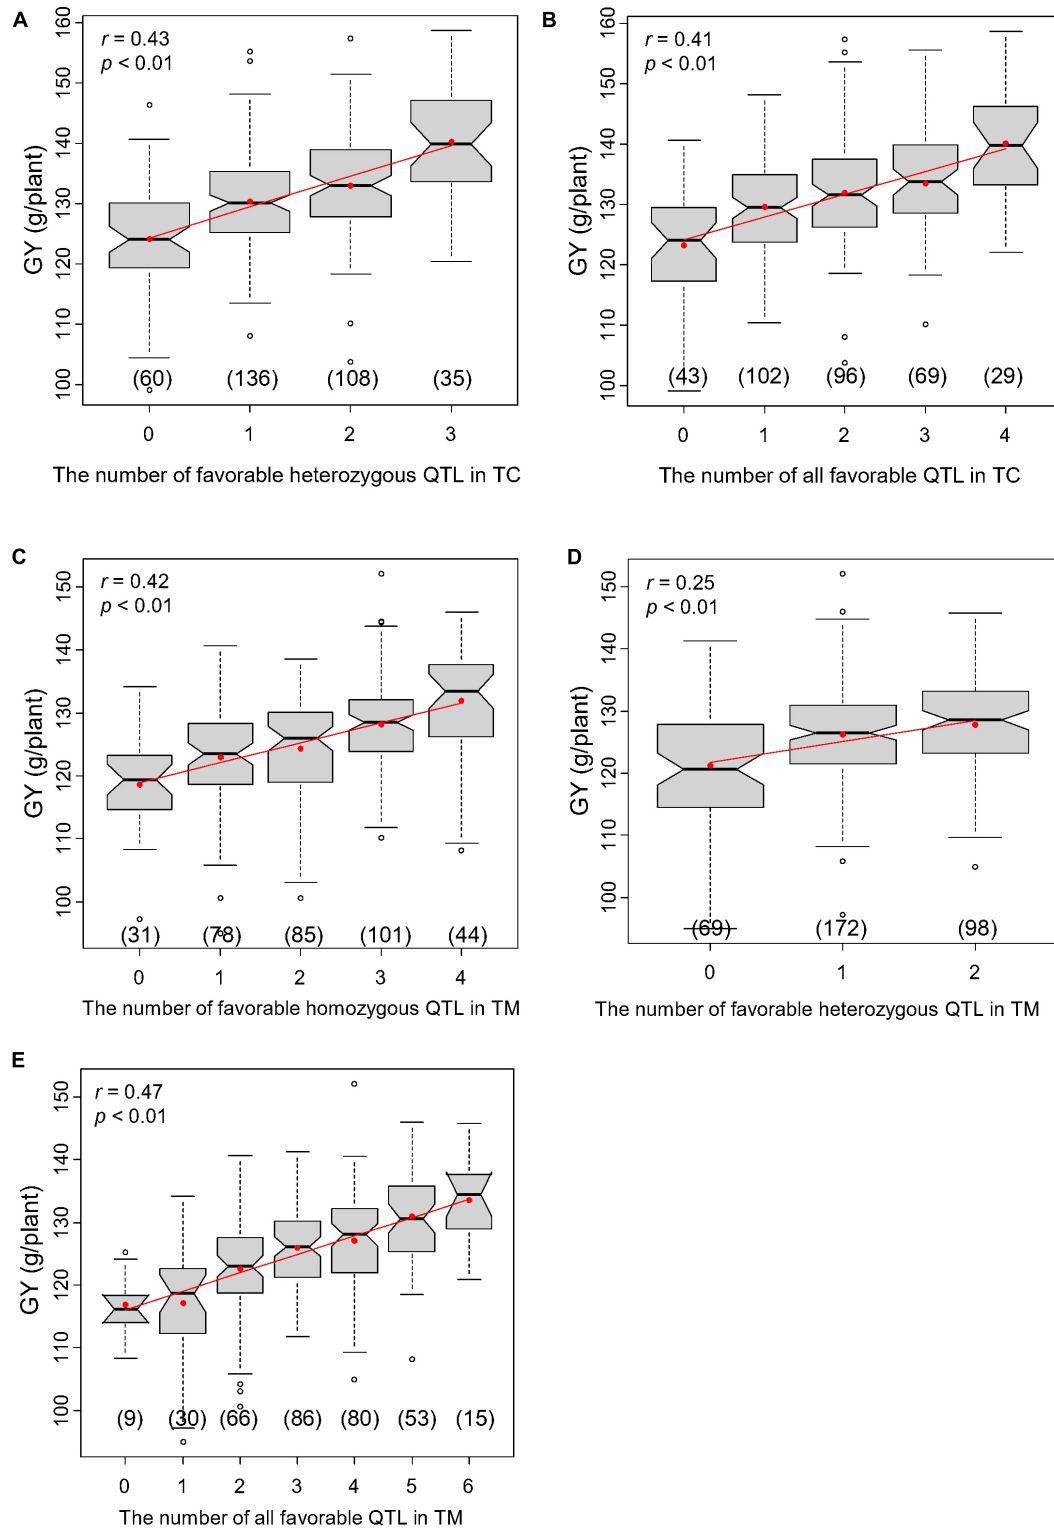 A
r = 0.43
p < 0.01
GY (g/plant)
160
150
140
130
120
110
100
(60) (136) (108) (35)
0 1 2 3
The number of favorable heterozygous QTL in TC
B
r = 0.41
p < 0.01
GY (g/plant)
160
150
140
130
120
110
100
(43) (102) (96) (69) (29)
0 1 2 3 4
The number of all favorable QTL in TC
C
r = 0.42
p < 0.01
GY (g/plant)
150
140
130
120
110
100
(31) (78) (85) (101) (44)
0 1 2 3 4
The number of favorable homozygous QTL in TM
D
r = 0.25
p < 0.01
GY (g/plant)
150
140
130
120
110
100
(69) (172) (98)
0 1 2
The number of favorable heterozygous QTL in TM
E
r = 0.47
p < 0.01
GY (g/plant)
150
140
130
120
110
100
(9) (30) (66) (86) (80) (53) (15)
0 1 2 3 4 5 6
The number of all favorable QTL in TM